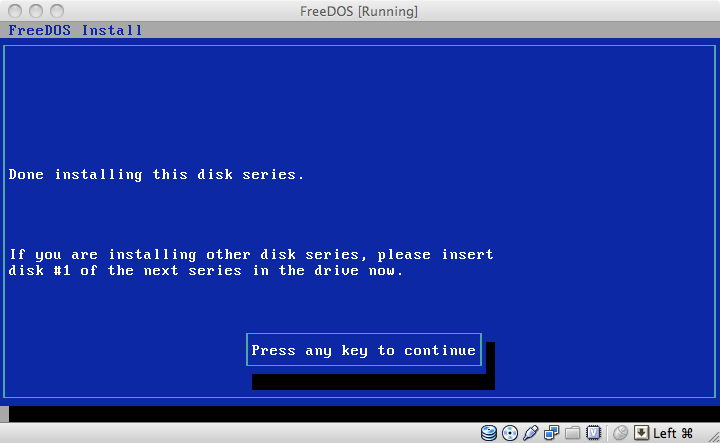 FreeDOS [Running]
FreeDOS Install
Done installing this disk series.
If you are installing other disk series, please insert
disk #1 of the next series in the drive now.
Press any key to continue
Left ⌘